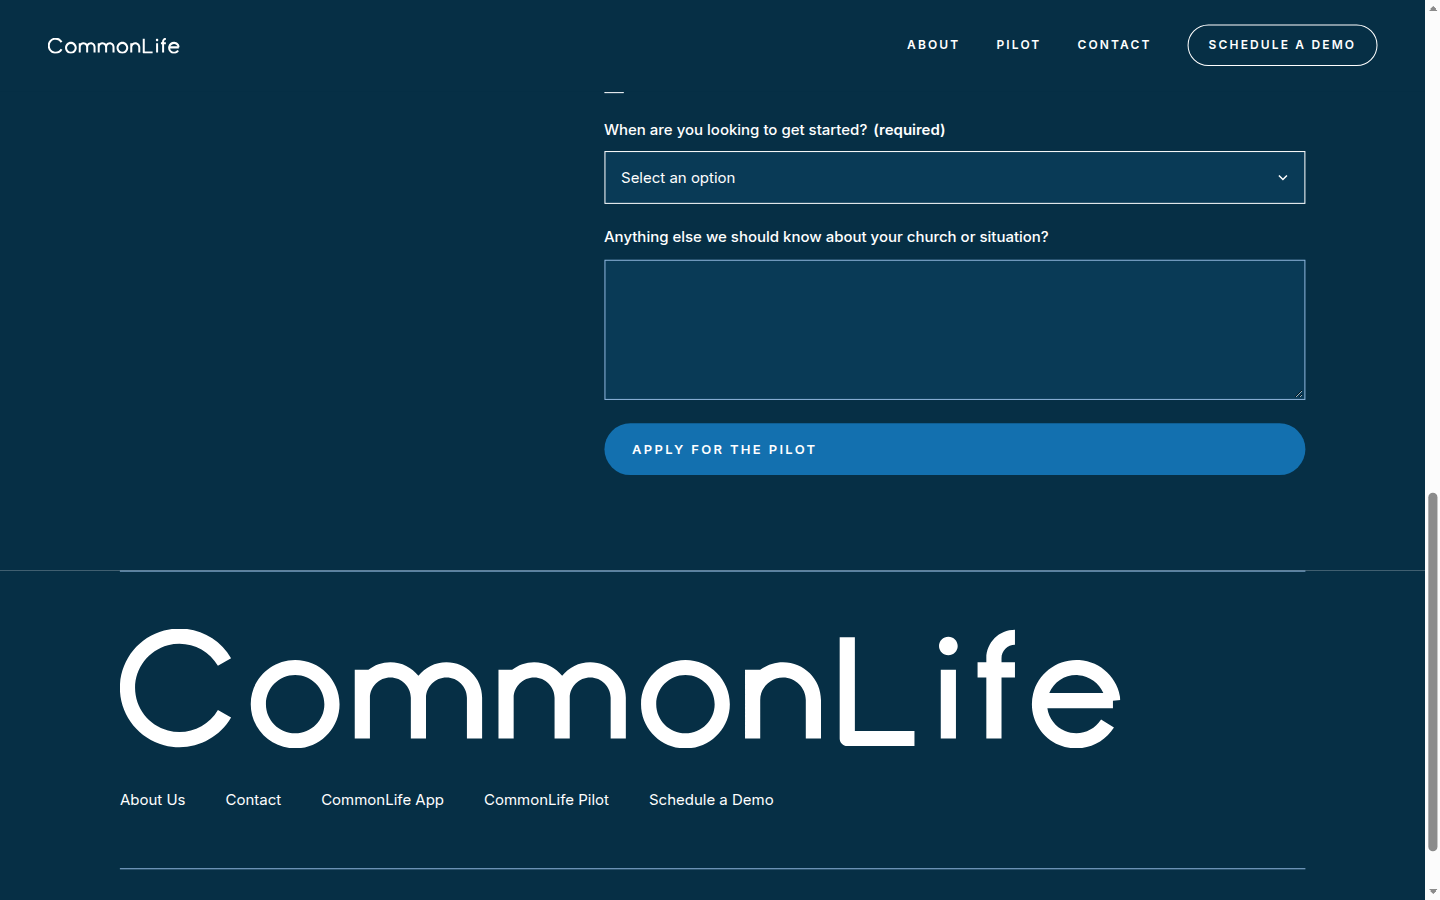 CommonLife
ABOUT PILOT CONTACT SCHEDULE A DEMO
When are you looking to get started? (required)
Select an option
Anything else we should know about your church or situation?
APPLY FOR THE PILOT
CommonLife
About Us Contact CommonLife App CommonLife Pilot Schedule a Demo